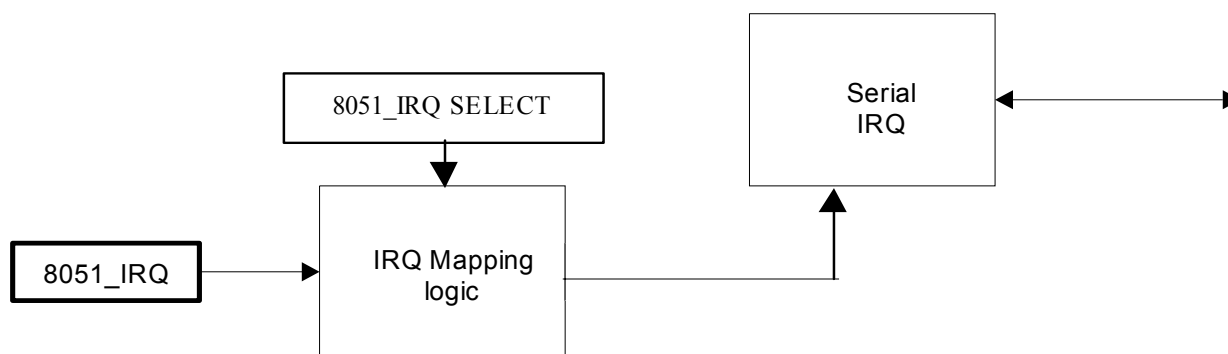 8051_IRQ SELECT
Serial
IRQ
8051_IRQ
IRQ Mapping
logic